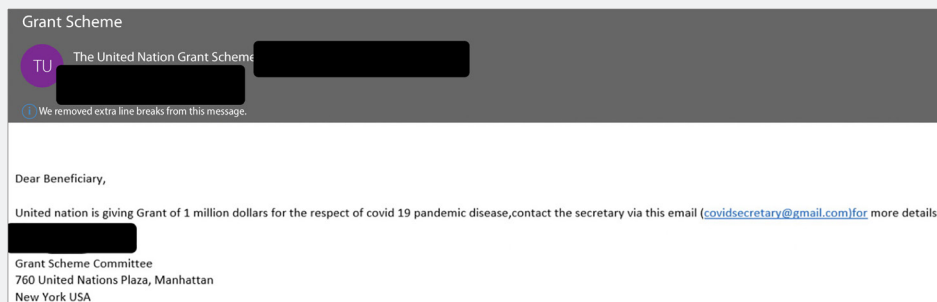 Grant Scheme
TU
The United Nation Grant Scheme
We removed extra line breaks from this message.
Dear Beneficiary,
United nation is giving Grant of 1 million dollars for the respect of covid 19 pandemic disease,contact the secretary via this email (covidsecretary@gmail.com)for more details
Grant Scheme Committee
760 United Nations Plaza, Manhattan
New York USA